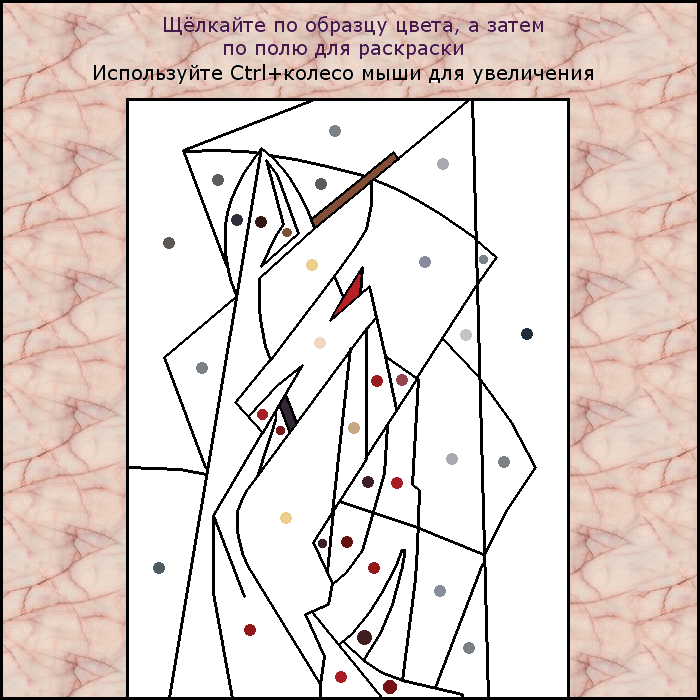 Щёлкайте по образцу цвета, а затем
по полю для раскраски
Используйте Ctrl+колесо мыши для увеличения